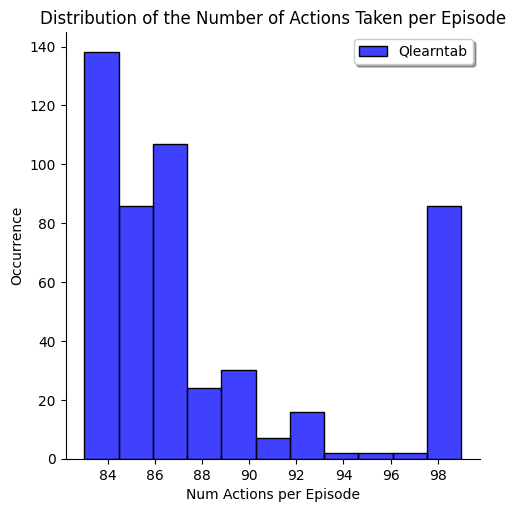 Distribution of the Number of Actions Taken per Episode
Qlearntab
140
120
100
80
60
40
20
0
Occurrence
84 86 88 90 92 94 96 98
Num Actions per Episode